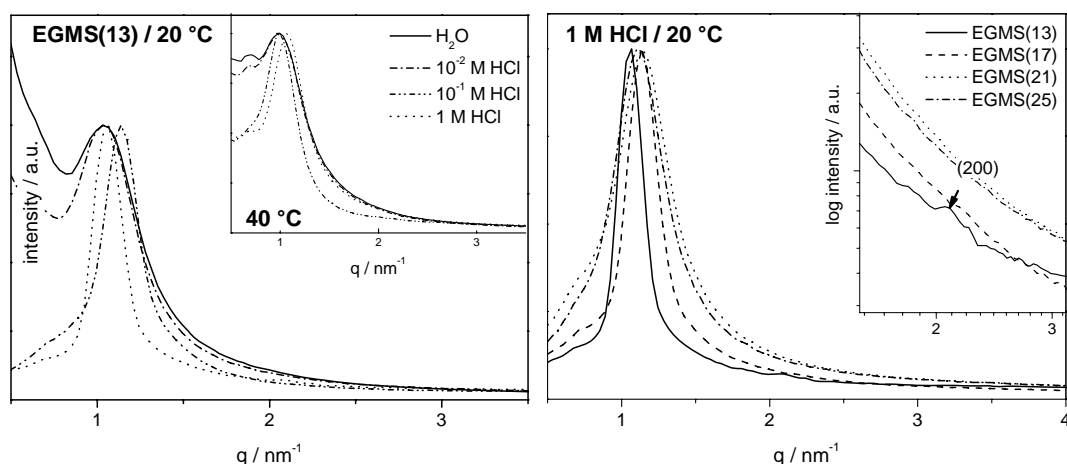 EGMS(13) / 20 °C
H₂O
10⁻² M HCl
10⁻¹ M HCl
1 M HCl
40 °C
1 2 3
q / nm⁻¹
intensity / a.u.
1 2 3
q / nm⁻¹
1 M HCl / 20 °C
EGMS(13)
EGMS(17)
EGMS(21)
EGMS(25)
(200)
log intensity / a.u.
2 3
q / nm⁻¹
1 2 3 4
q / nm⁻¹